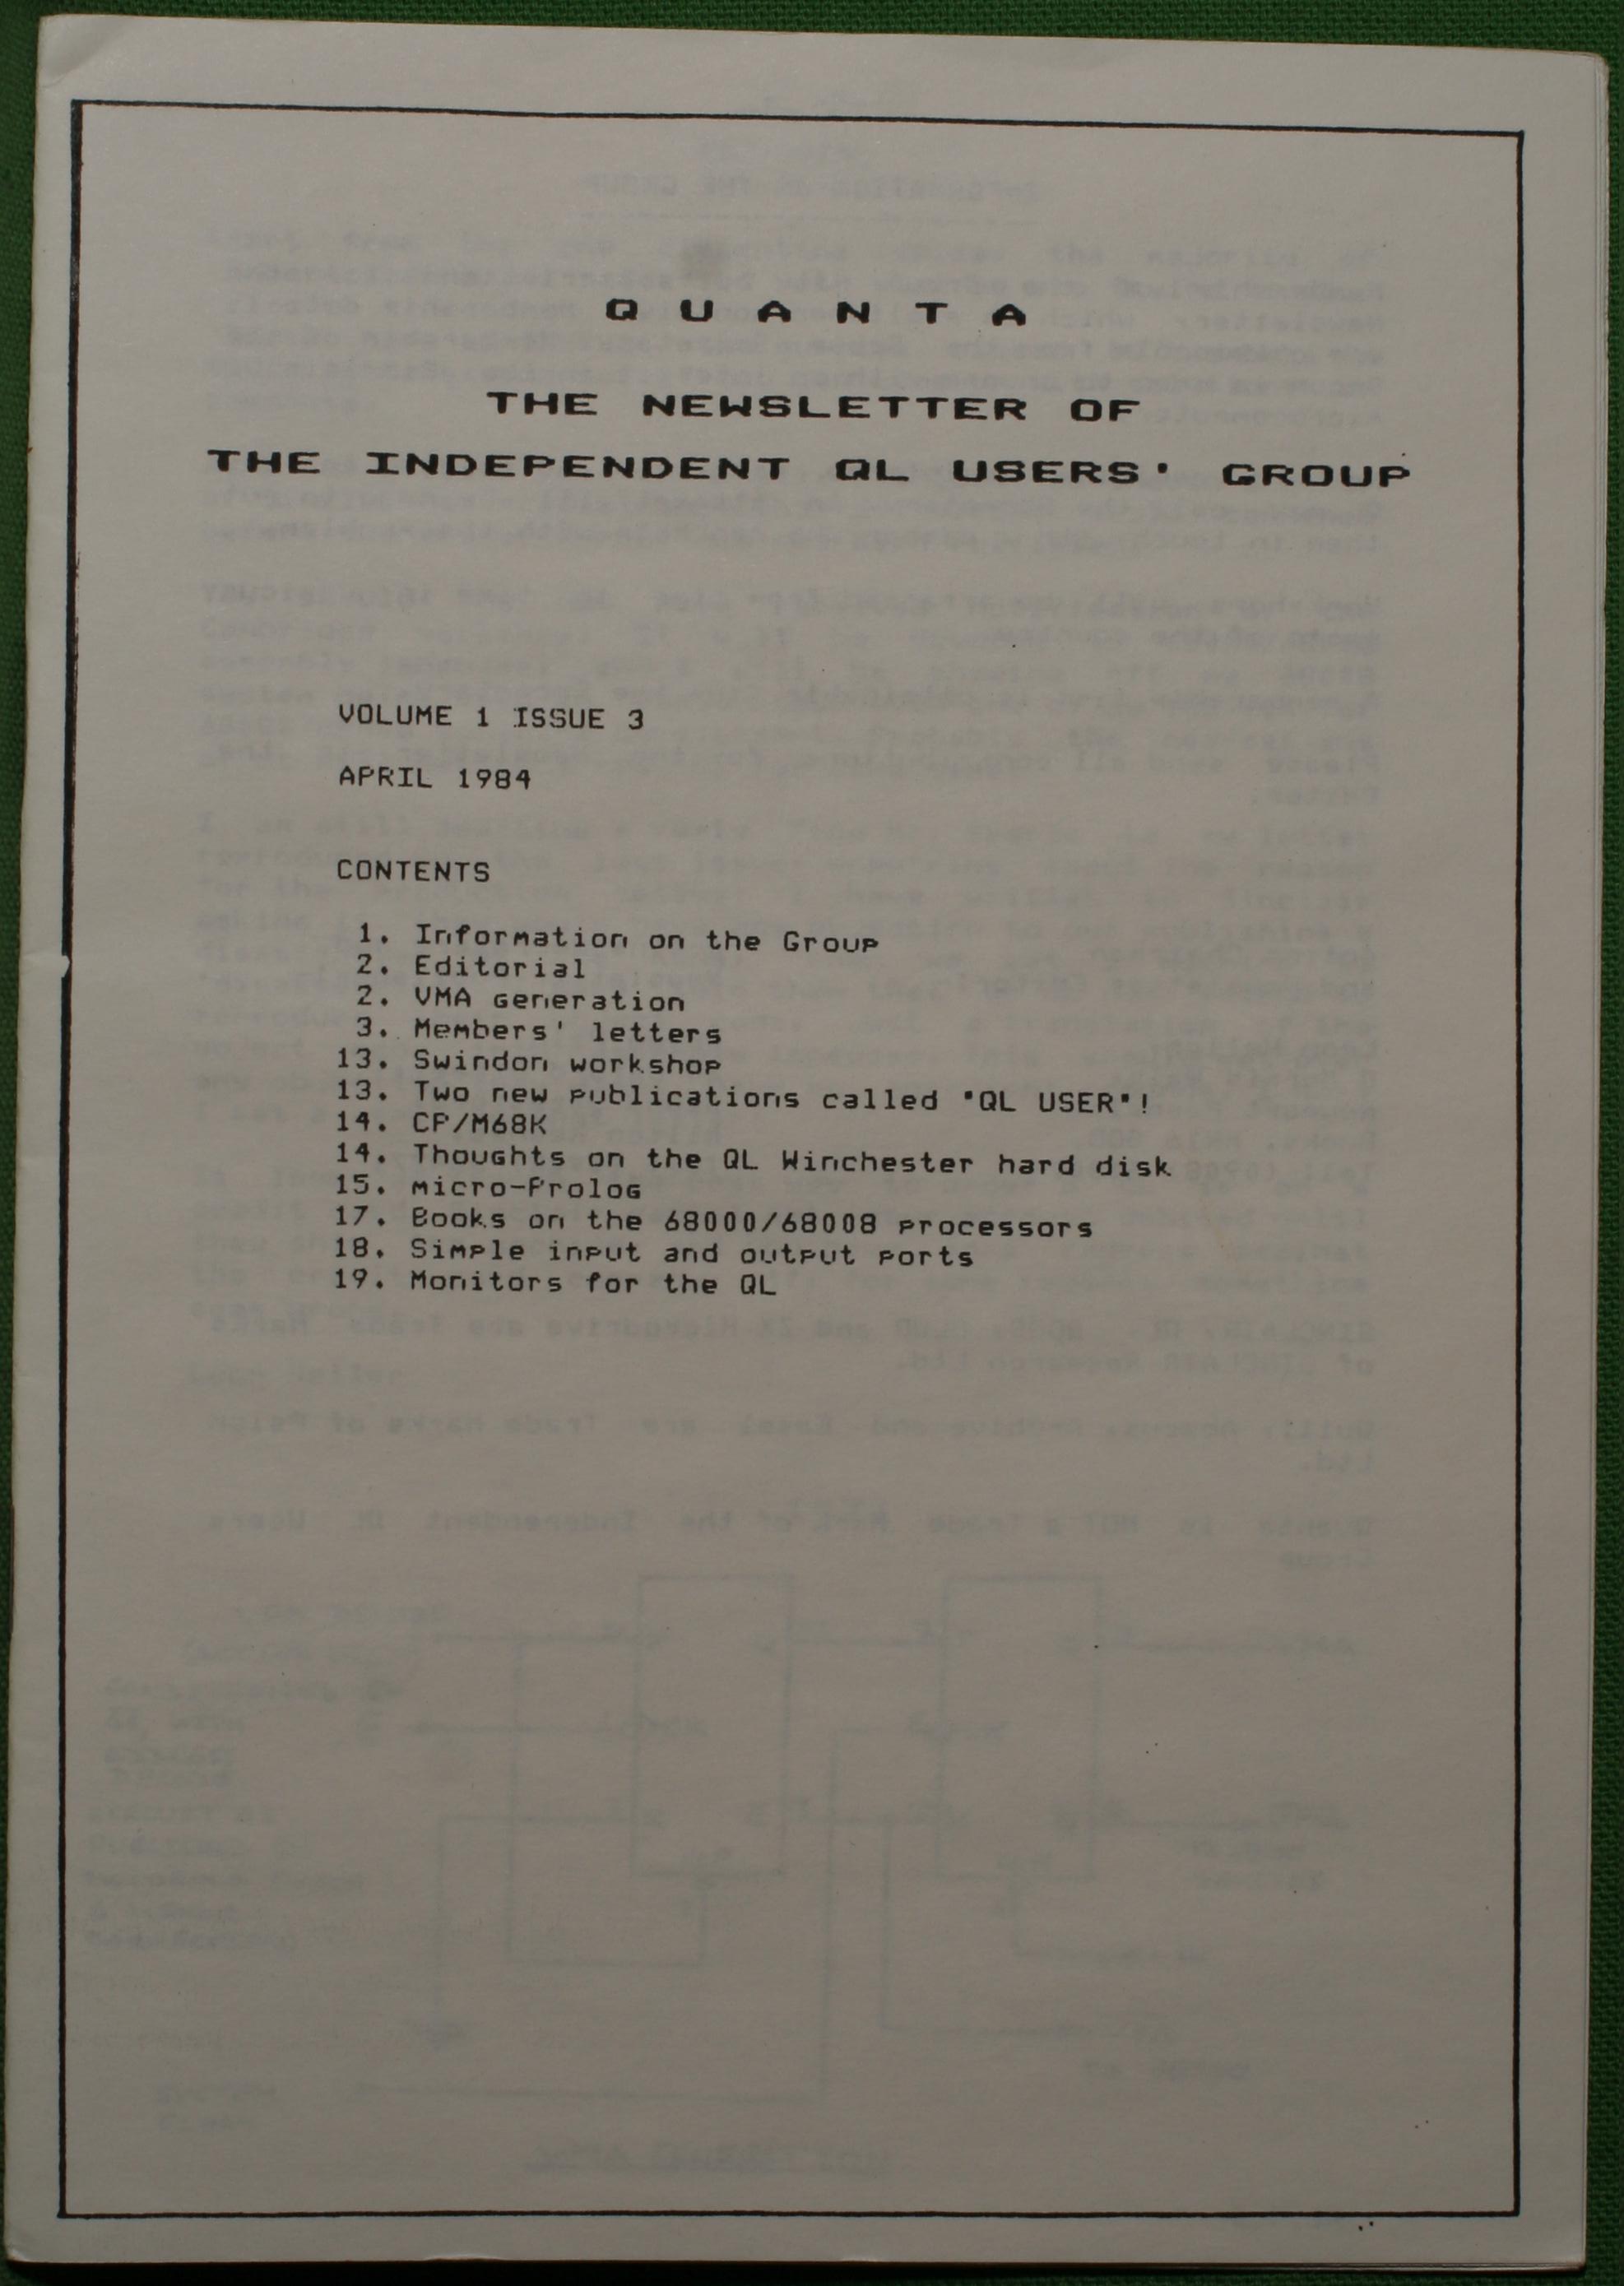 Q U A N T A
THE NEWSLETTER OF
THE INDEPENDENT QL USERS' GROUP
VOLUME 1 ISSUE 3
APRIL 1984
CONTENTS
1. Information on the Group
2. Editorial
2. VMA generation
3. Members' letters
13. Swindon workshop
13. Two new publications called "QL USER"!
14. CP/M68K
14. Thoughts on the QL Winchester hard disk
15. micro-Prolog
17. Books on the 68000/68008 processors
18. Simple input and output ports
19. Monitors for the QL